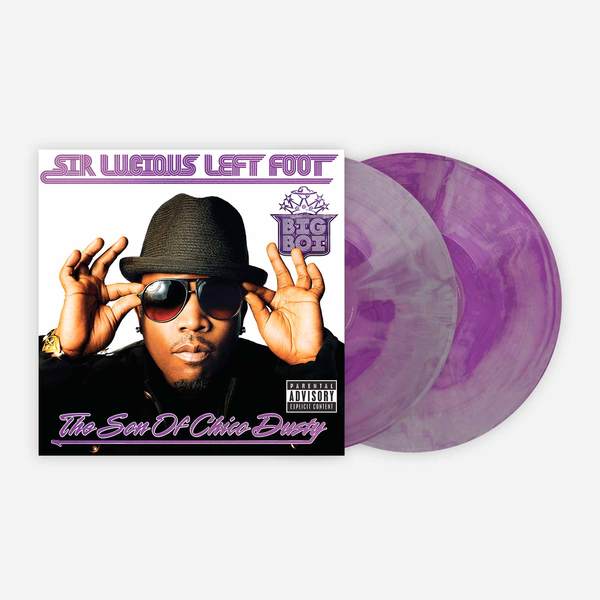 SIR LUCIOUS LEFT FOOT
BIG
BOI
PARENTAL
ADVISORY
EXPLICIT CONTENT
The Son Of Chico Dusty